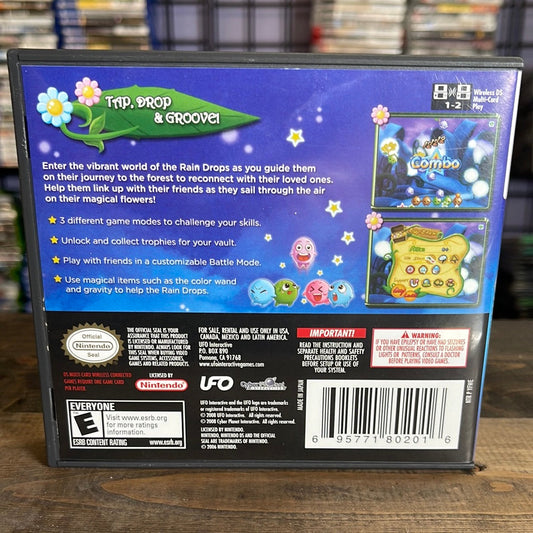 TAP, DROP
& GROOVE!
1-2
Wireless DS
Multi-Card
Play
Combo
Enter the vibrant world of the Rain Drops as you guide them
on their journey to the forest to reconnect with their loved ones.
Help them link up with their friends as they sail through the air
on their magical flowers!
3 different game modes to challenge your skills.
Unlock and collect trophies for your vault.
Play with friends in a customizable Battle Mode.
Use magical items such as the color wand
and gravity to help the Rain Drops.
Official
Nintendo
Seal
THE OFFICIAL SEAL IS YOUR
ASSURANCE THAT THIS PRODUCT
IS LICENSED OR MANUFACTURED
BY NINTENDO. ALWAYS LOOK FOR
THIS SEAL WHEN BUYING VIDEO
GAME SYSTEMS, ACCESSORIES,
GAMES AND RELATED PRODUCTS.
FOR SALE, RENTAL AND USE ONLY IN USA,
CANADA, MEXICO AND LATIN AMERICA.
UFO Interactive
P.O. BOX 890
Pomona, CA 91768
www.ufointeractivegames.com
IMPORTANT!
READ THE INSTRUCTION AND
SEPARATE HEALTH AND SAFETY
PRECAUTIONS BOOKLETS
BEFORE SETUP OR USE OF
YOUR SYSTEM.
WARNING:
IF YOU HAVE EPILEPSY OR HAVE HAD SEIZURES
OR OTHER UNUSUAL REACTIONS TO FLASHING
LIGHTS OR PATTERNS, CONSULT A DOCTOR
BEFORE PLAYING VIDEO GAMES.
DS MULTI-CARD WIRELESS CONNECTED
GAMES REQUIRE ONE GAME CARD
PER PLAYER.
LICENSED BY
Nintendo
UFO
UFO Interactive and the UFO logo are trademarks
or registered trademarks of UFO Interactive.
© 2008 UFO Interactive. All rights reserved.
© 2008 Cyber Planet Interactive. All rights reserved.
LICENSED BY NINTENDO.
NINTENDO, NINTENDO DS AND THE OFFICIAL
SEAL ARE TRADEMARKS OF NINTENDO.
© 2006 NINTENDO.
EVERYONE
E
Visit www.esrb.org
for more ratings
information.
ESRB CONTENT RATING
www.esrb.org
MADE IN JAPAN
6 95771 80201 6